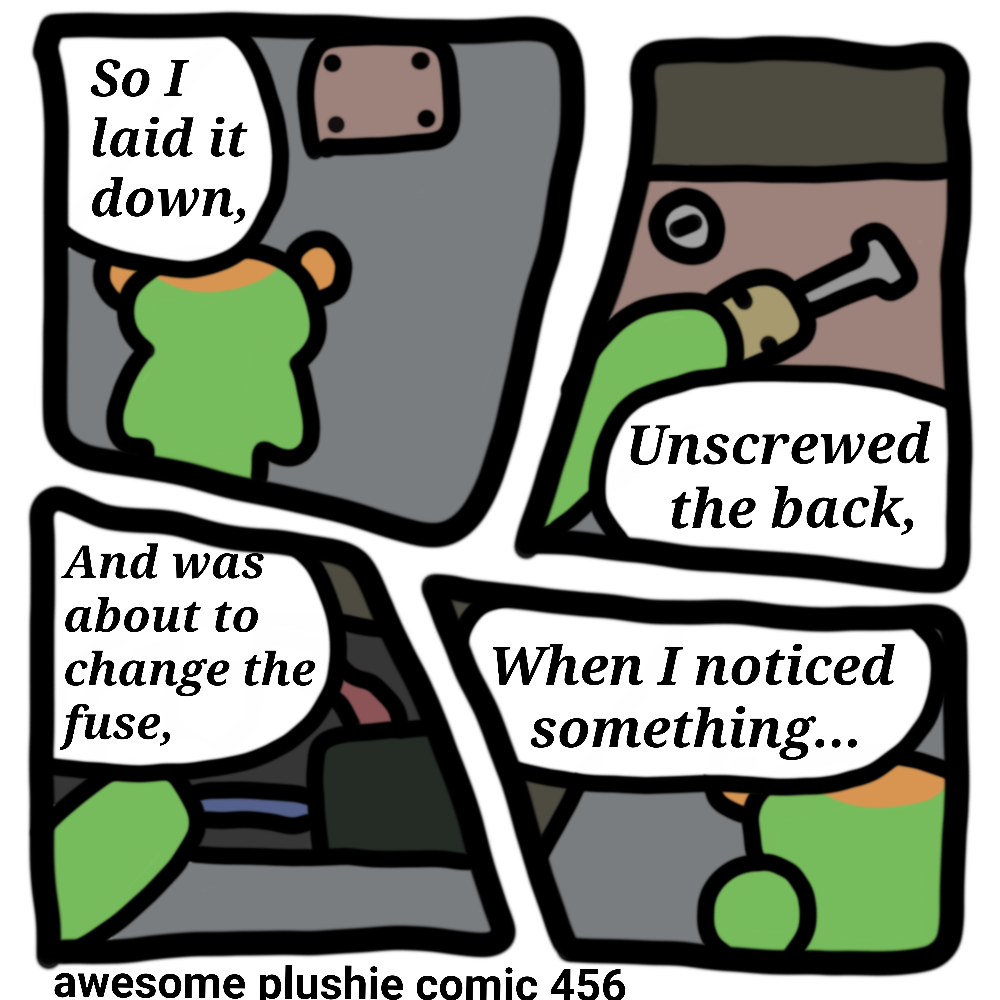 So I
laid it
down,
Unscrewed
the back,
And was
about to
change the
fuse,
When I noticed
something...
awesome plushie comic 456